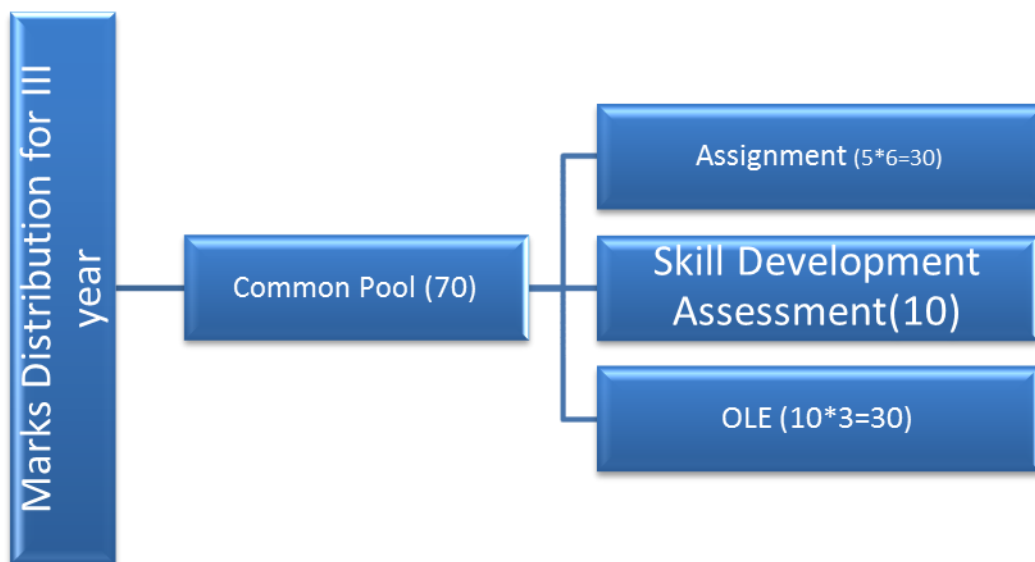 Marks Distribution for III
year
Common Pool (70)
Assignment (5*6=30)
Skill Development
Assessment(10)
OLE (10*3=30)